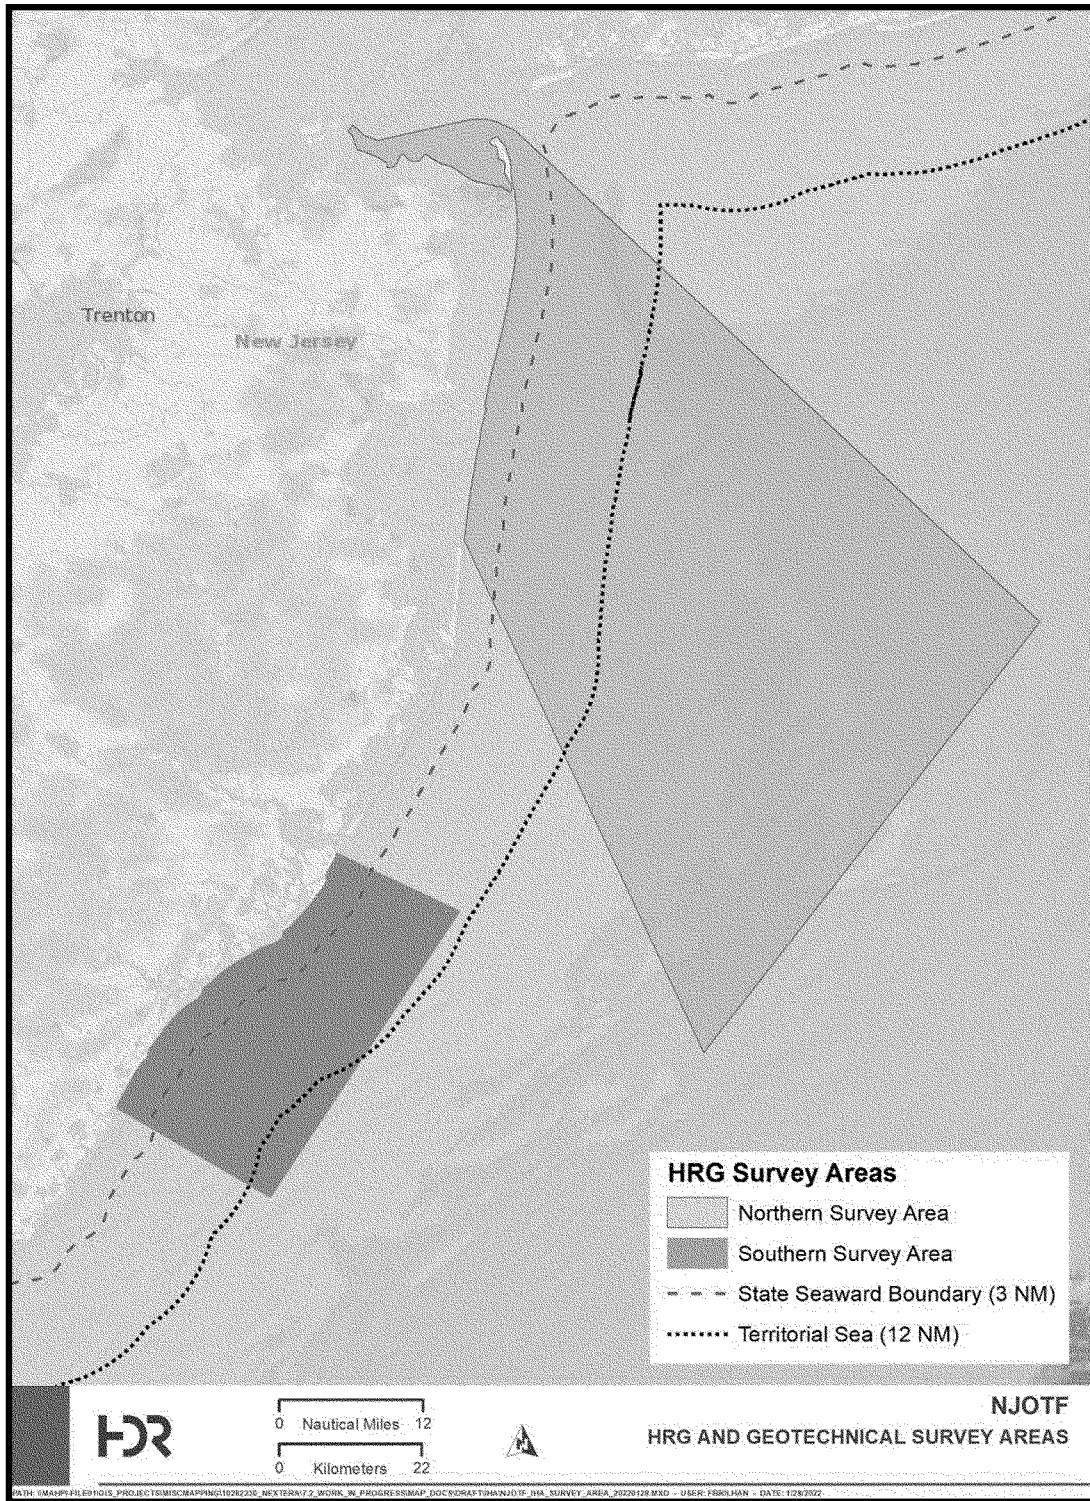 Trenton
New Jersey
HRG Survey Areas
Northern Survey Area
Southern Survey Area
State Seaward Boundary (3 NM)
Territorial Sea (12 NM)
HDR
0 Nautical Miles 12
0 Kilometers 22
N
NJOTF
HRG AND GEOTECHNICAL SURVEY AREAS